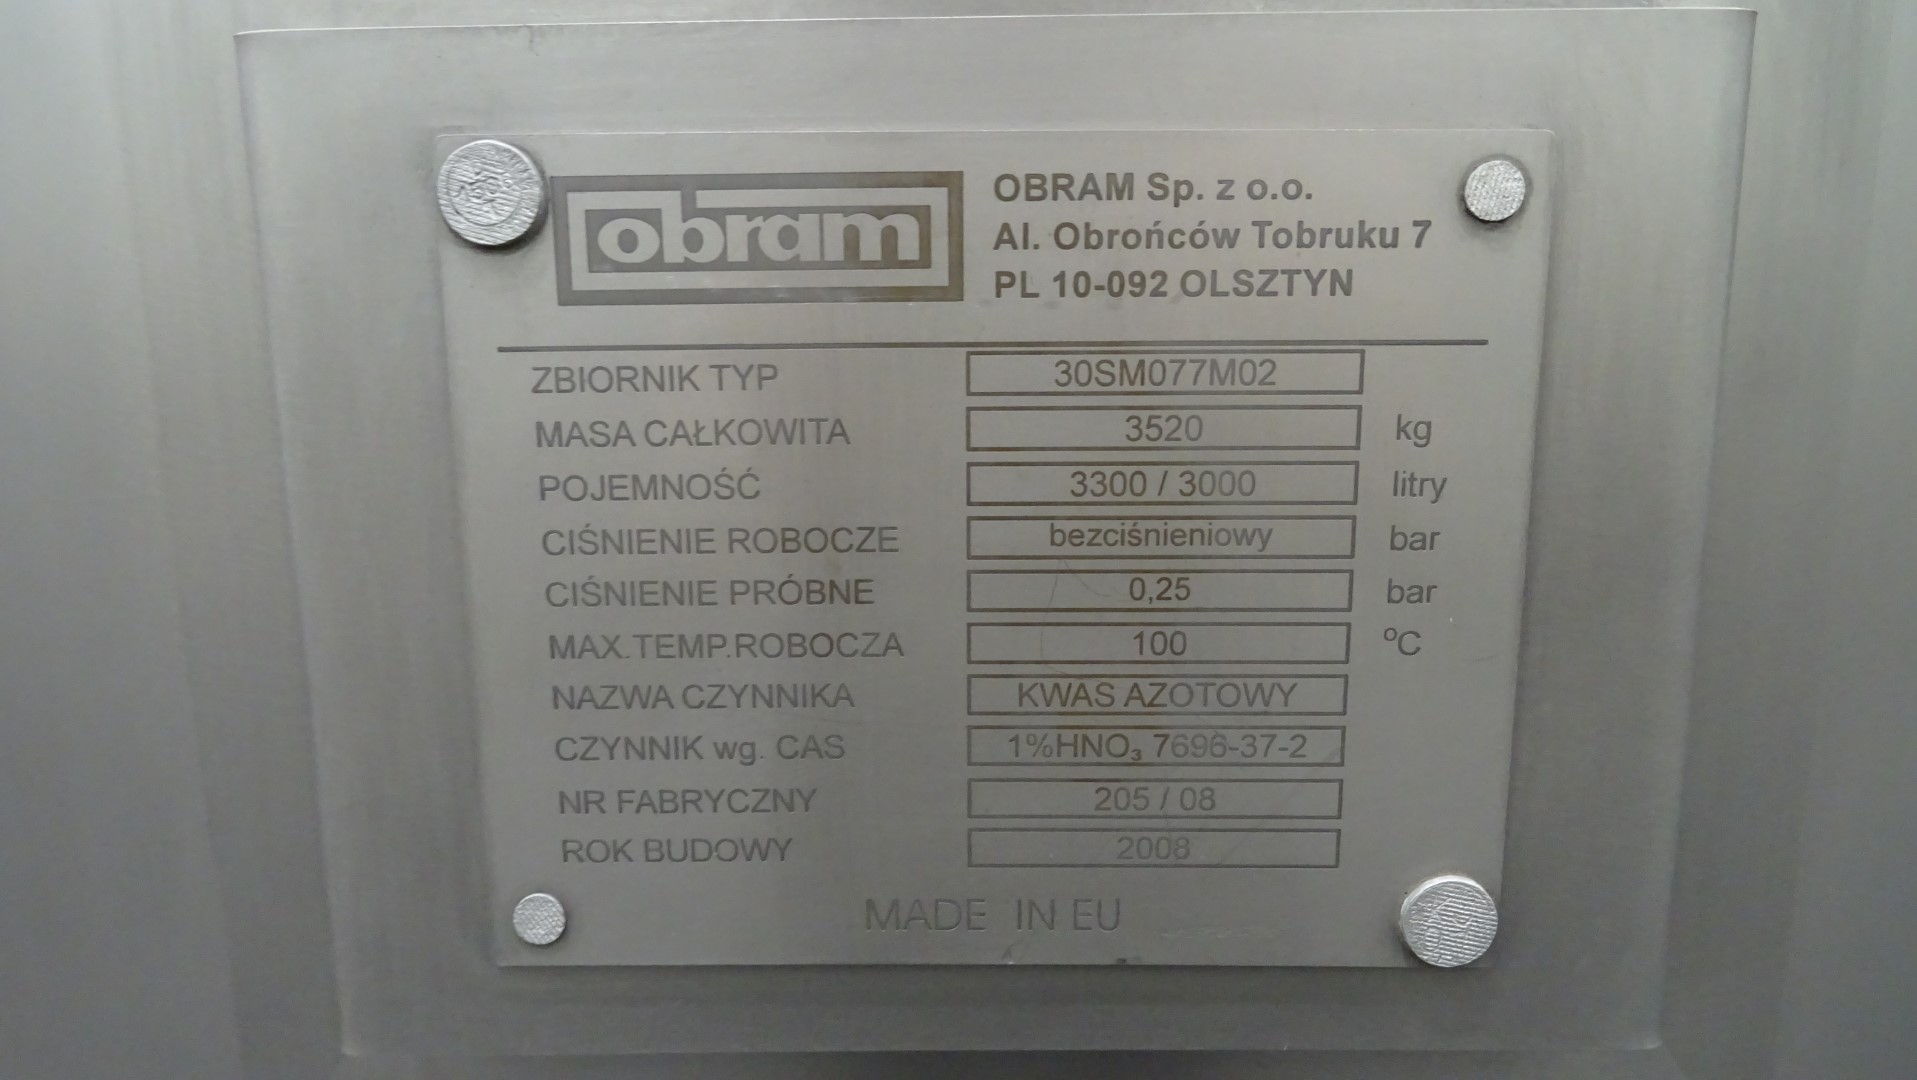 obram
OBRAM Sp. z o.o.
Al. Obrońców Tobruku 7
PL 10-092 OLSZTYN
ZBIORNIK TYP 30SM077M02
MASA CAŁKOWITA 3520 kg
POJEMNOŚĆ 3300 / 3000 litry
CIŚNIENIE ROBOCZE bezciśnieniowy bar
CIŚNIENIE PRÓBNE 0,25 bar
MAX.TEMP.ROBOCZA 100 ºC
NAZWA CZYNNIKA KWAS AZOTOWY
CZYNNIK wg. CAS 1%HNO₃ 7696-37-2
NR FABRYCZNY 205 / 08
ROK BUDOWY 2008
MADE IN EU